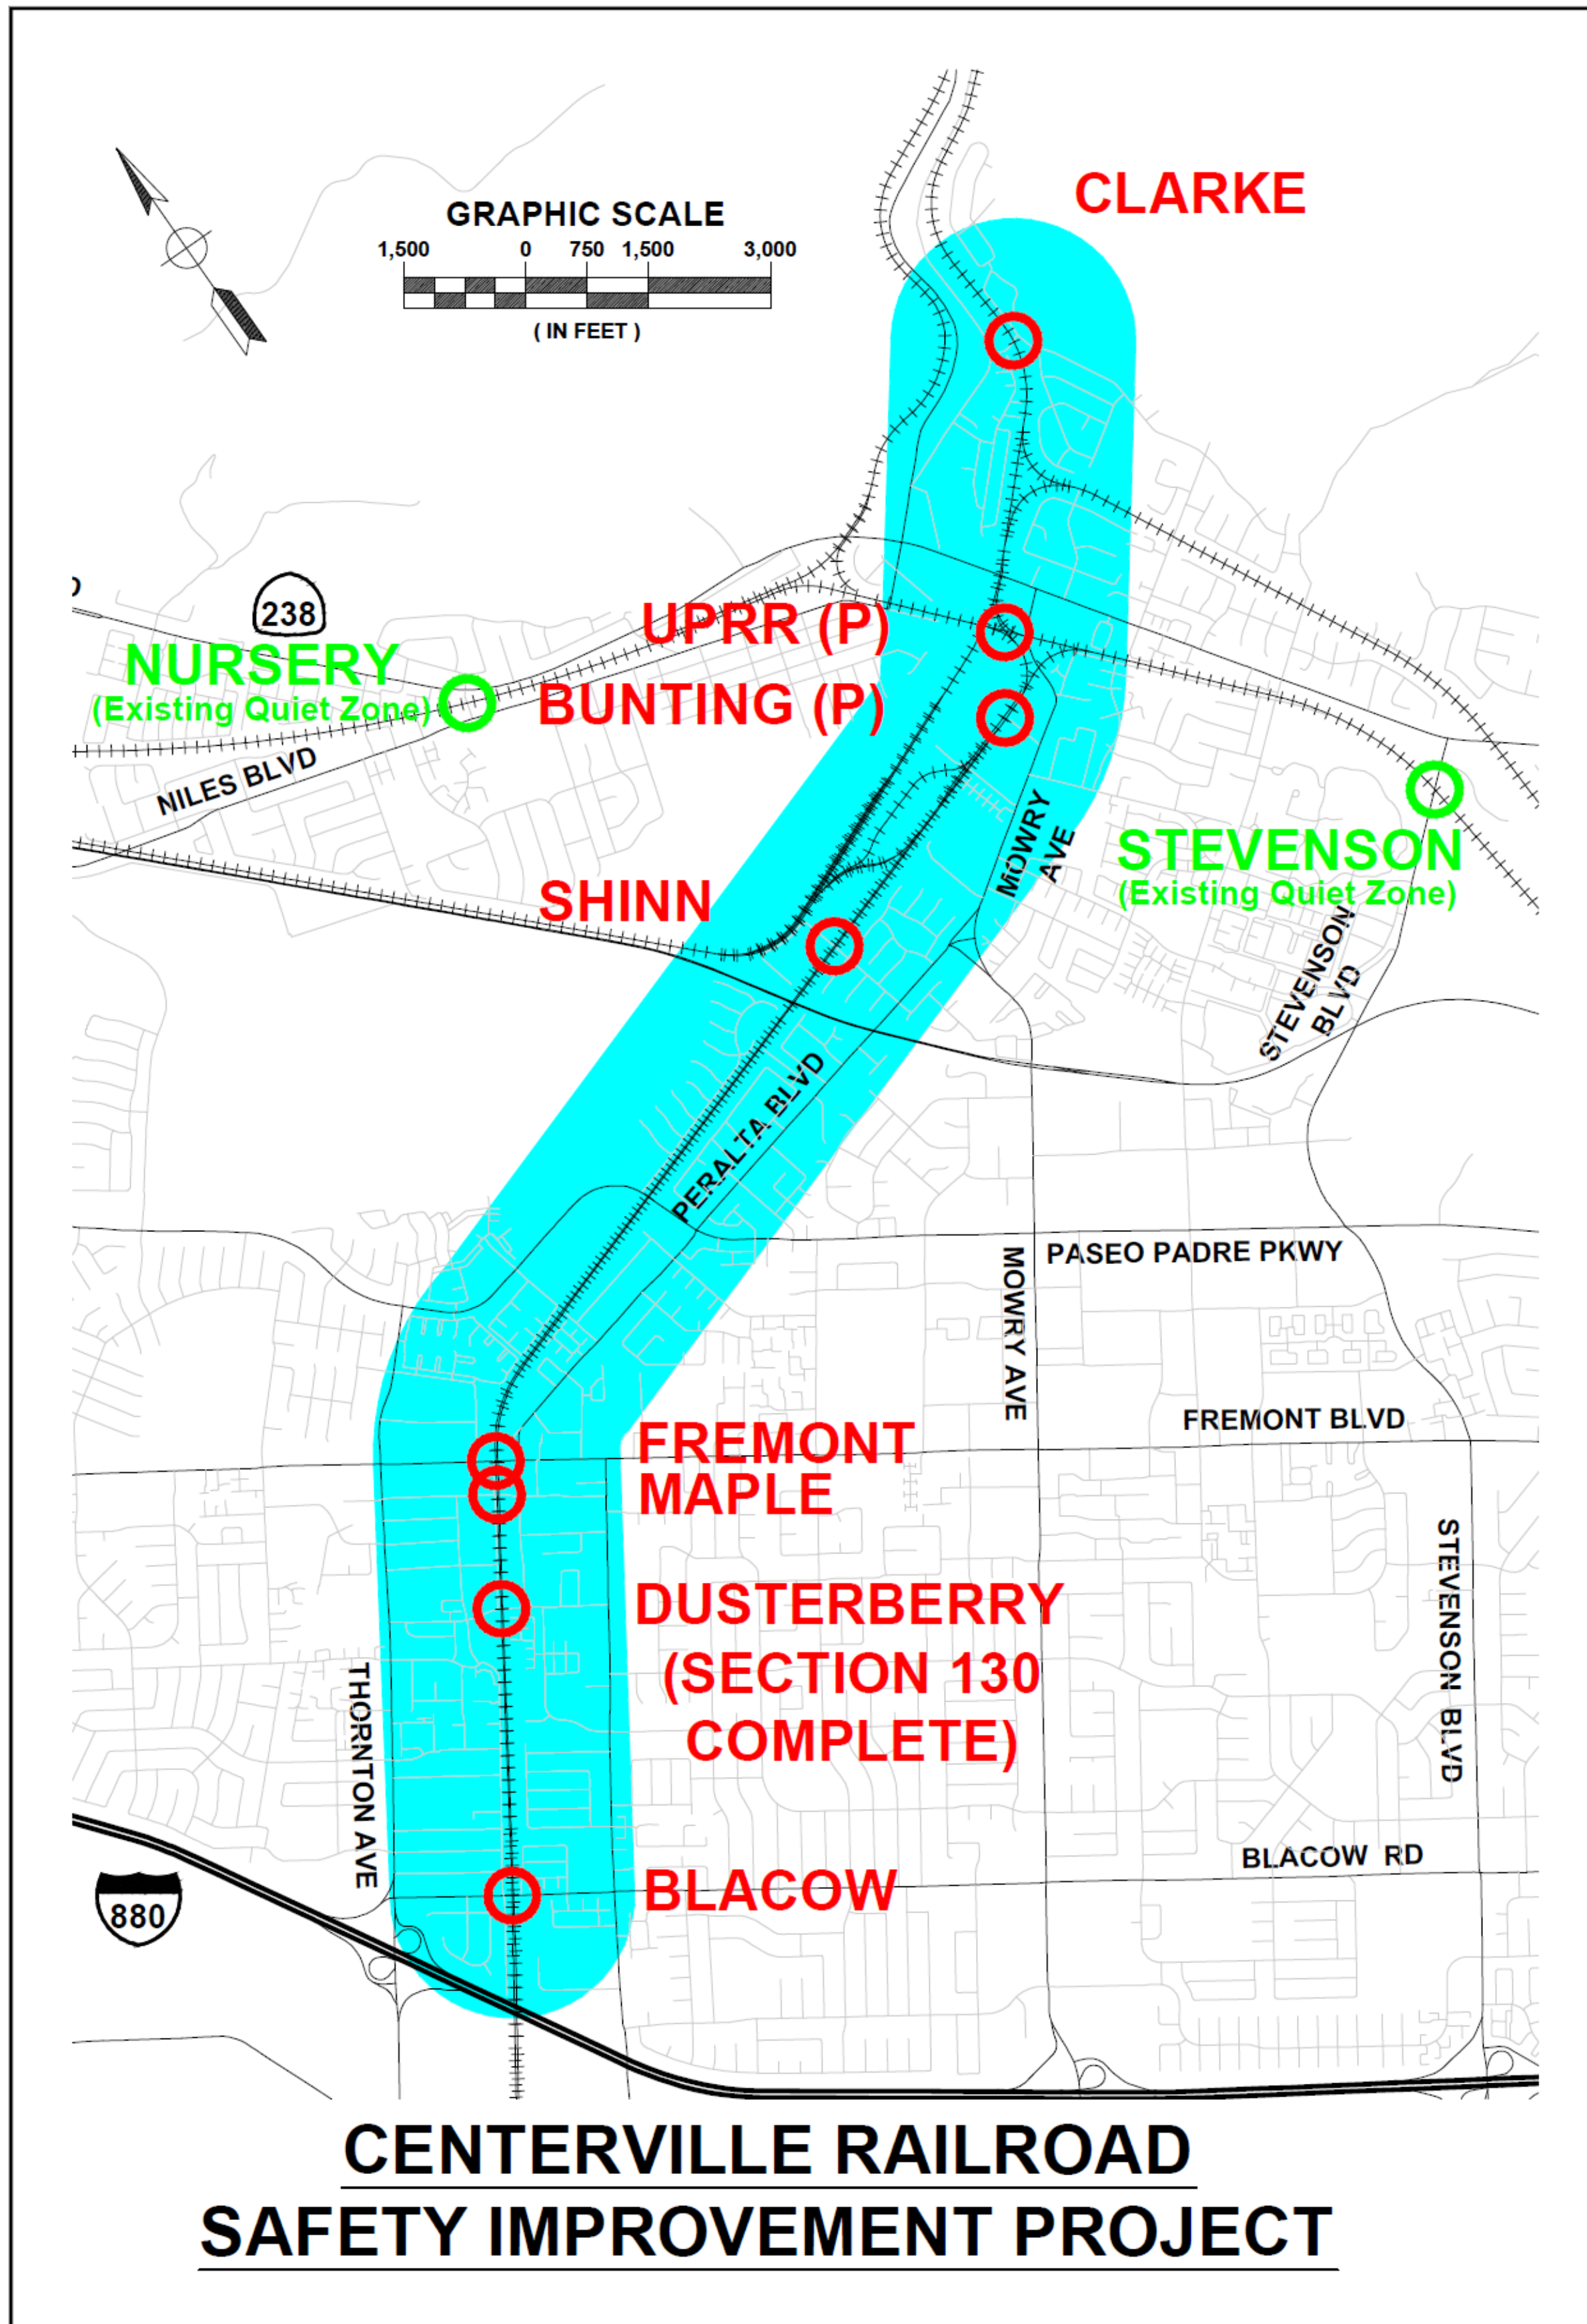 CLARKE
GRAPHIC SCALE
1,500 0 750 1,500 3,000
( IN FEET )
238
UPRR (P)
NURSERY
(Existing Quiet Zone)
BUNTING (P)
NILES BLVD
MOWRY
AVE
STEVENSON
(Existing Quiet Zone)
SHINN
STEVENSON
BLVD
PERALTA BLVD
PASEO PADRE PKWY
MOWRY AVE
FREMONT BLVD
FREMONT
MAPLE
DUSTERBERRY
(SECTION 130
COMPLETE)
STEVENSON BLVD
THORNTON AVE
BLACOW RD
BLACOW
880
CENTERVILLE RAILROAD
SAFETY IMPROVEMENT PROJECT